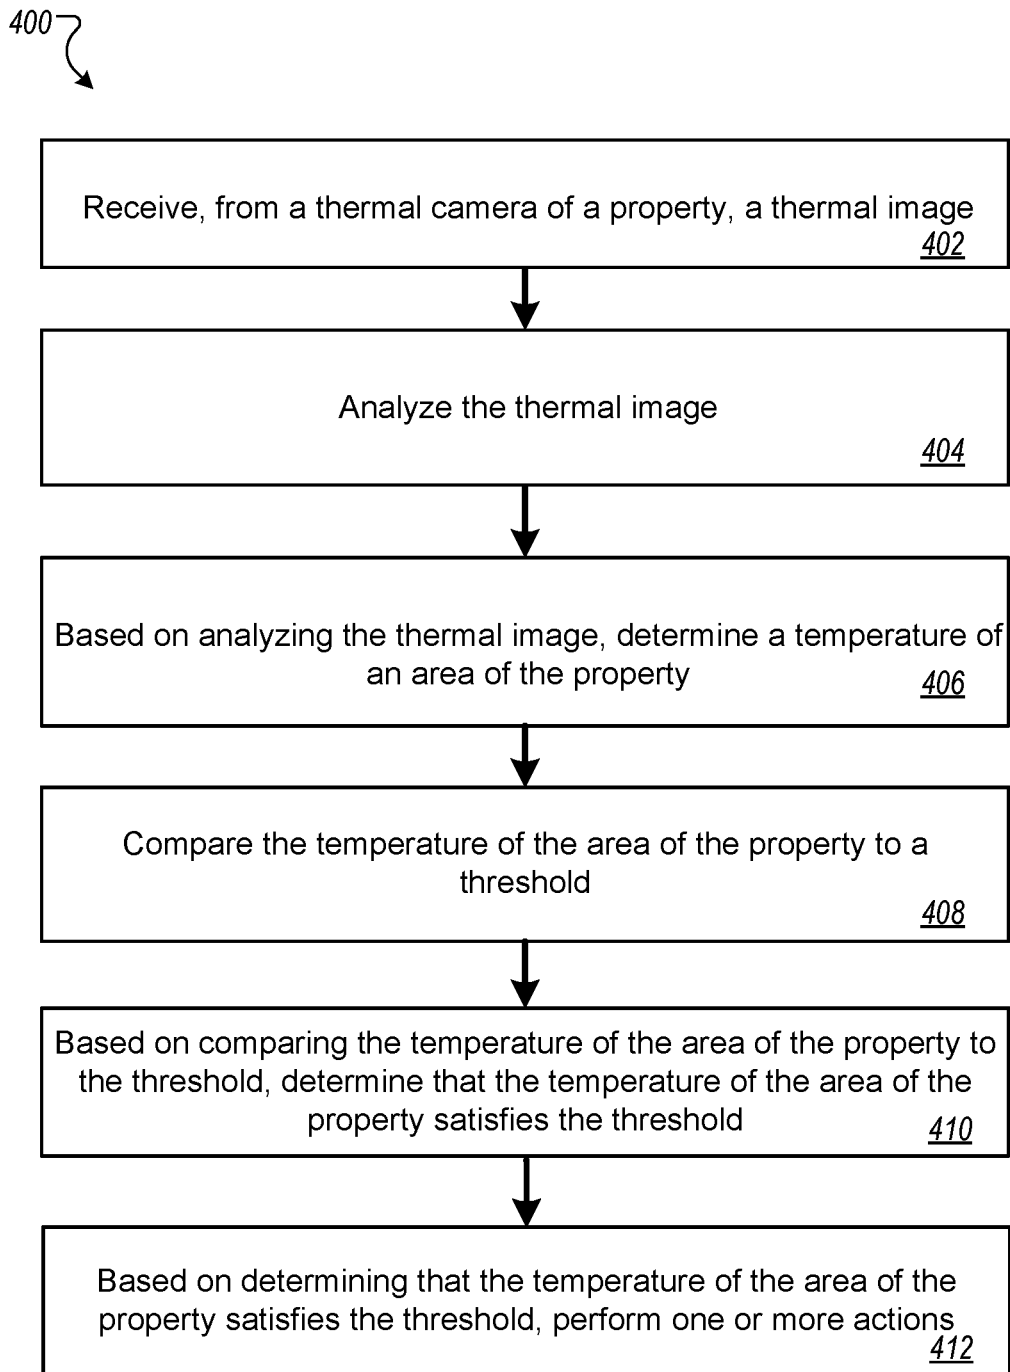 400
Receive, from a thermal camera of a property, a thermal image
402
Analyze the thermal image
404
Based on analyzing the thermal image, determine a temperature of
an area of the property
406
Compare the temperature of the area of the property to a
threshold
408
Based on comparing the temperature of the area of the property to
the threshold, determine that the temperature of the area of the
property satisfies the threshold
410
Based on determining that the temperature of the area of the
property satisfies the threshold, perform one or more actions
412